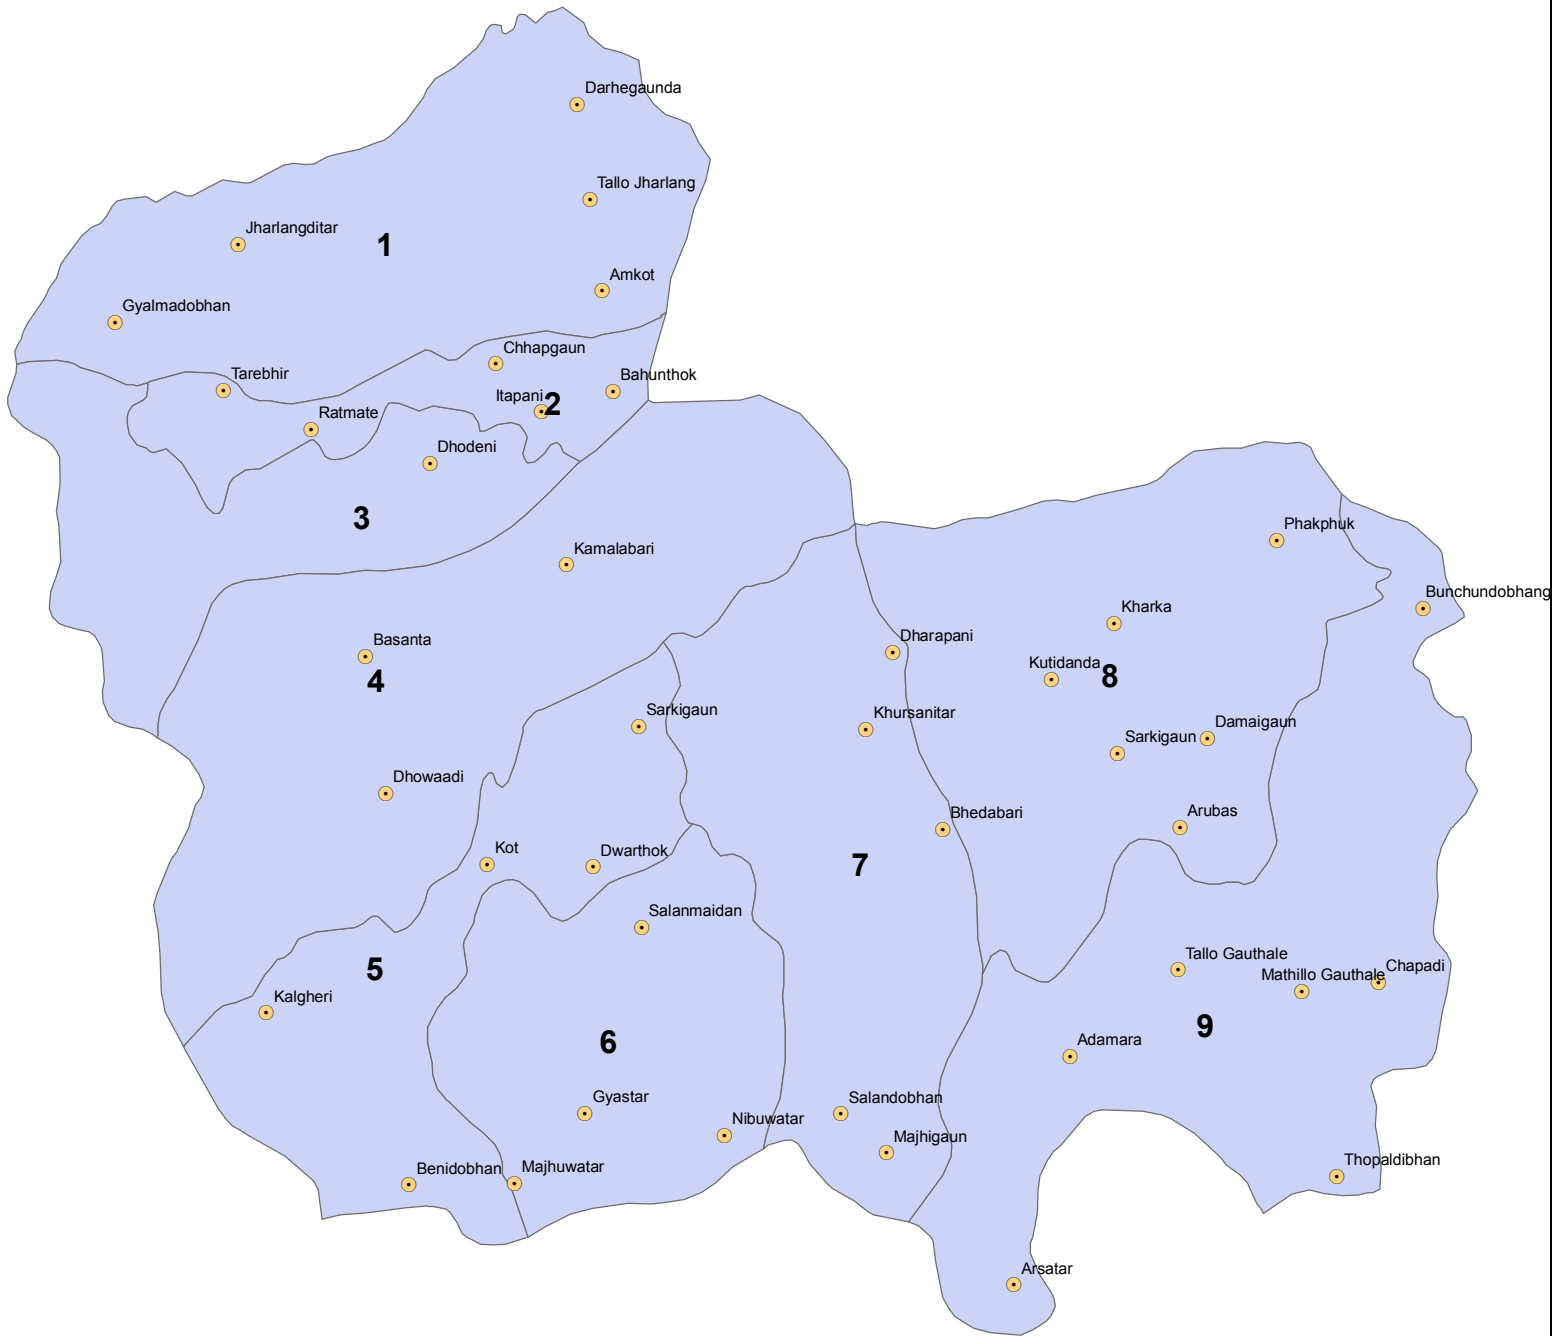 Darhegaunda
Tallo Jharlang
Jharlangditar
1
Amkot
Gyalmadobhan
Chhapgaun
Tarebhir
Bahunthok
Itapani
2
Ratmate
Dhodeni
3
Phakphuk
Kamalabari
Bunchundobhang
Kharka
Dharapani
Basanta
Kutidanda
8
4
Sarkigaun
Khursanitar
Damaigaun
Sarkigaun
Dhowaadi
Bhedabari
Arubas
Kot
Dwarthok
7
Salanmaidan
Tallo Gauthale
5
Chapadi
Mathillo Gauthale
Kalgheri
9
6
Adamara
Gyastar
Salandobhan
Nibuwatar
Majhigaun
Thopaldibhan
Benidobhan
Majhuwatar
Arsatar